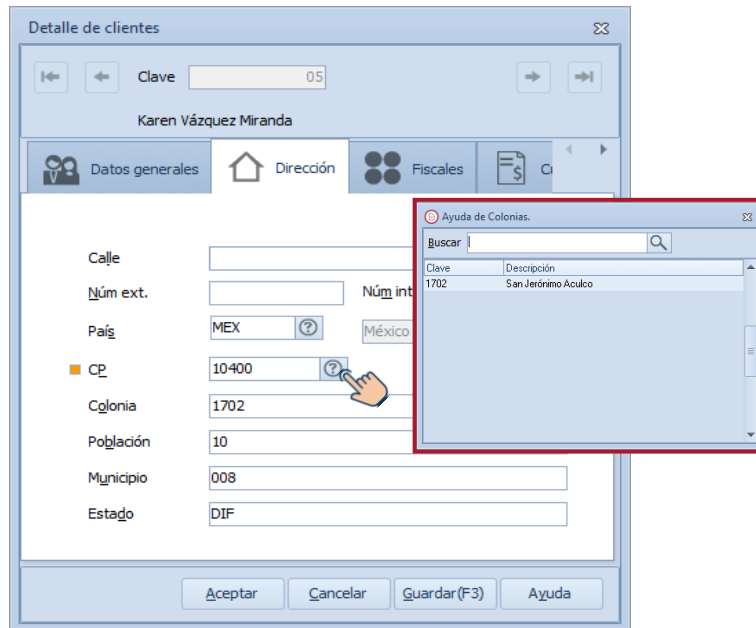 Detalle de clientes
Clave 05
Karen Vázquez Miranda
Datos generales Dirección Fiscales
Ayuda de Colonias.
Buscar
Clave Descripción
1702 San Jerónimo Aculco
Calle
Núm ext. Núm int
País MEX México
CP 10400
Colonia 1702
Población 10
Municipio 008
Estado DIF
Aceptar Cancelar Guardar(F3) Ayuda